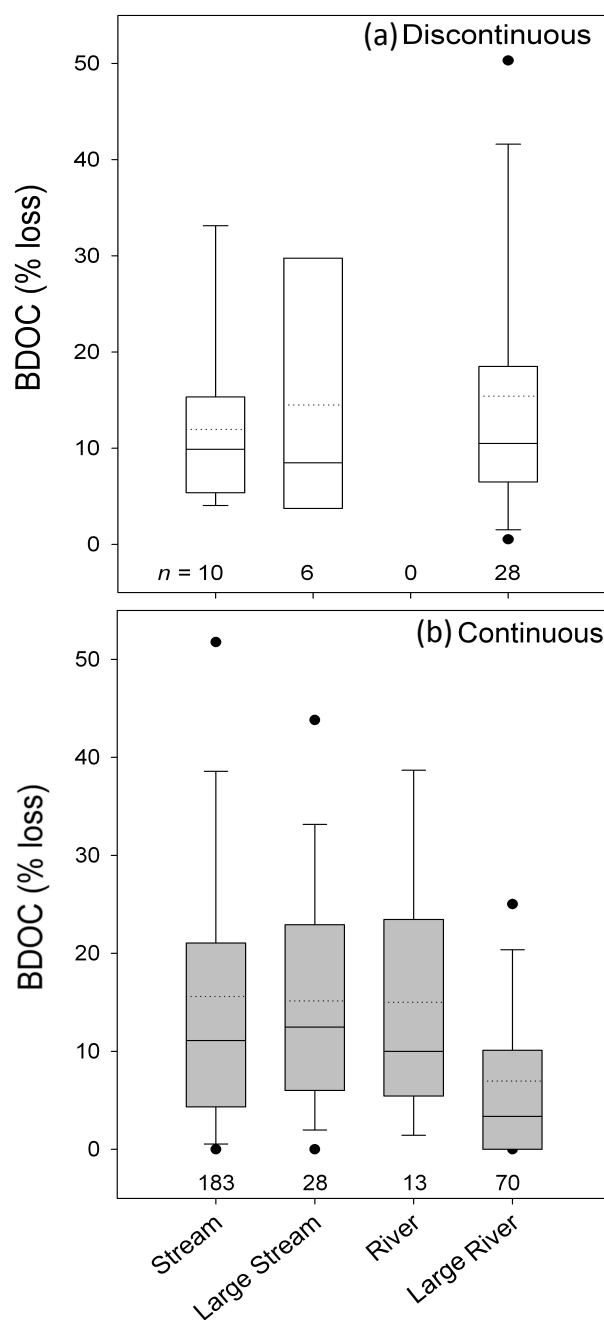 (a) Discontinuous
BDOC (% loss)
50
40
30
20
10
0
n = 10 6 0 28
(b) Continuous
BDOC (% loss)
50
40
30
20
10
0
183 28 13 70
Stream
Large Stream
River
Large River